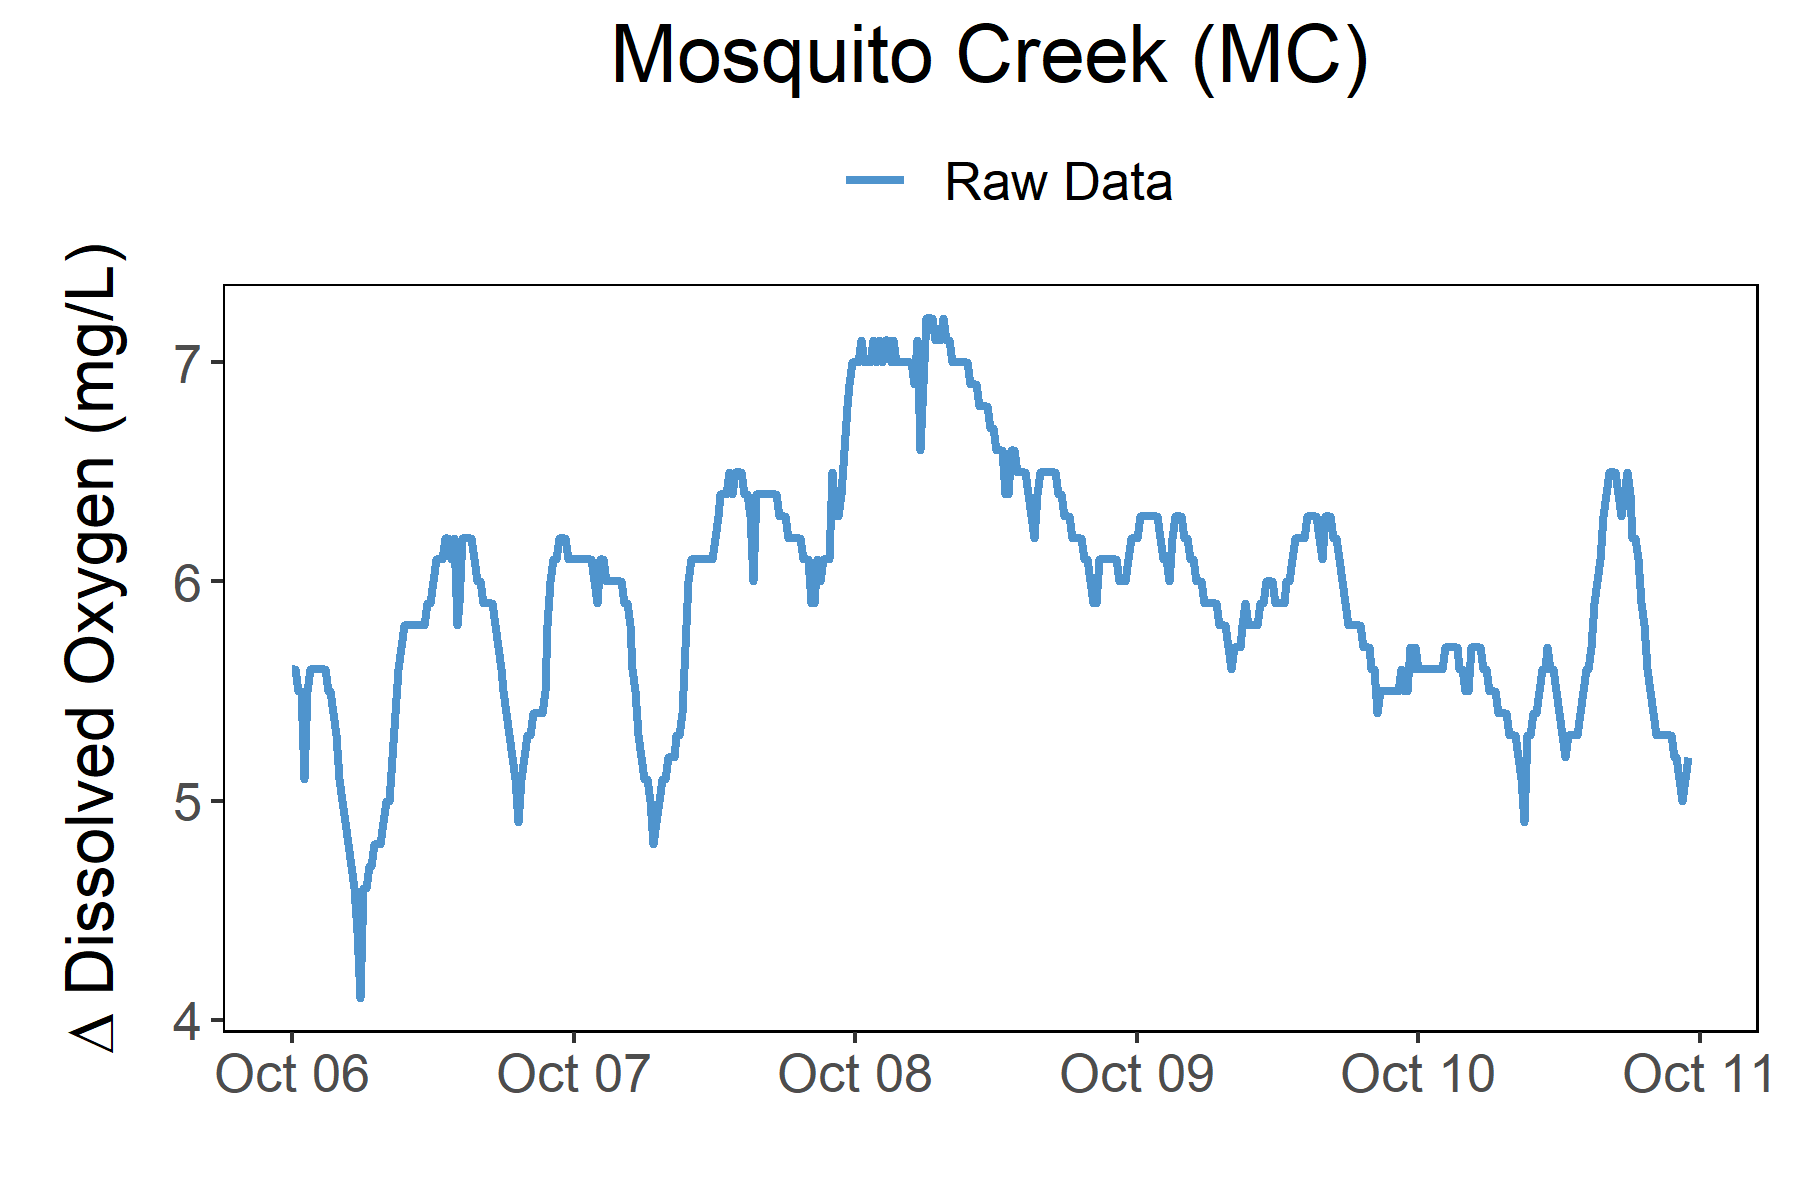 Mosquito Creek (MC)
Raw Data
Δ Dissolved Oxygen (mg/L)
7
6
5
4
Oct 06
Oct 07
Oct 08
Oct 09
Oct 10
Oct 11